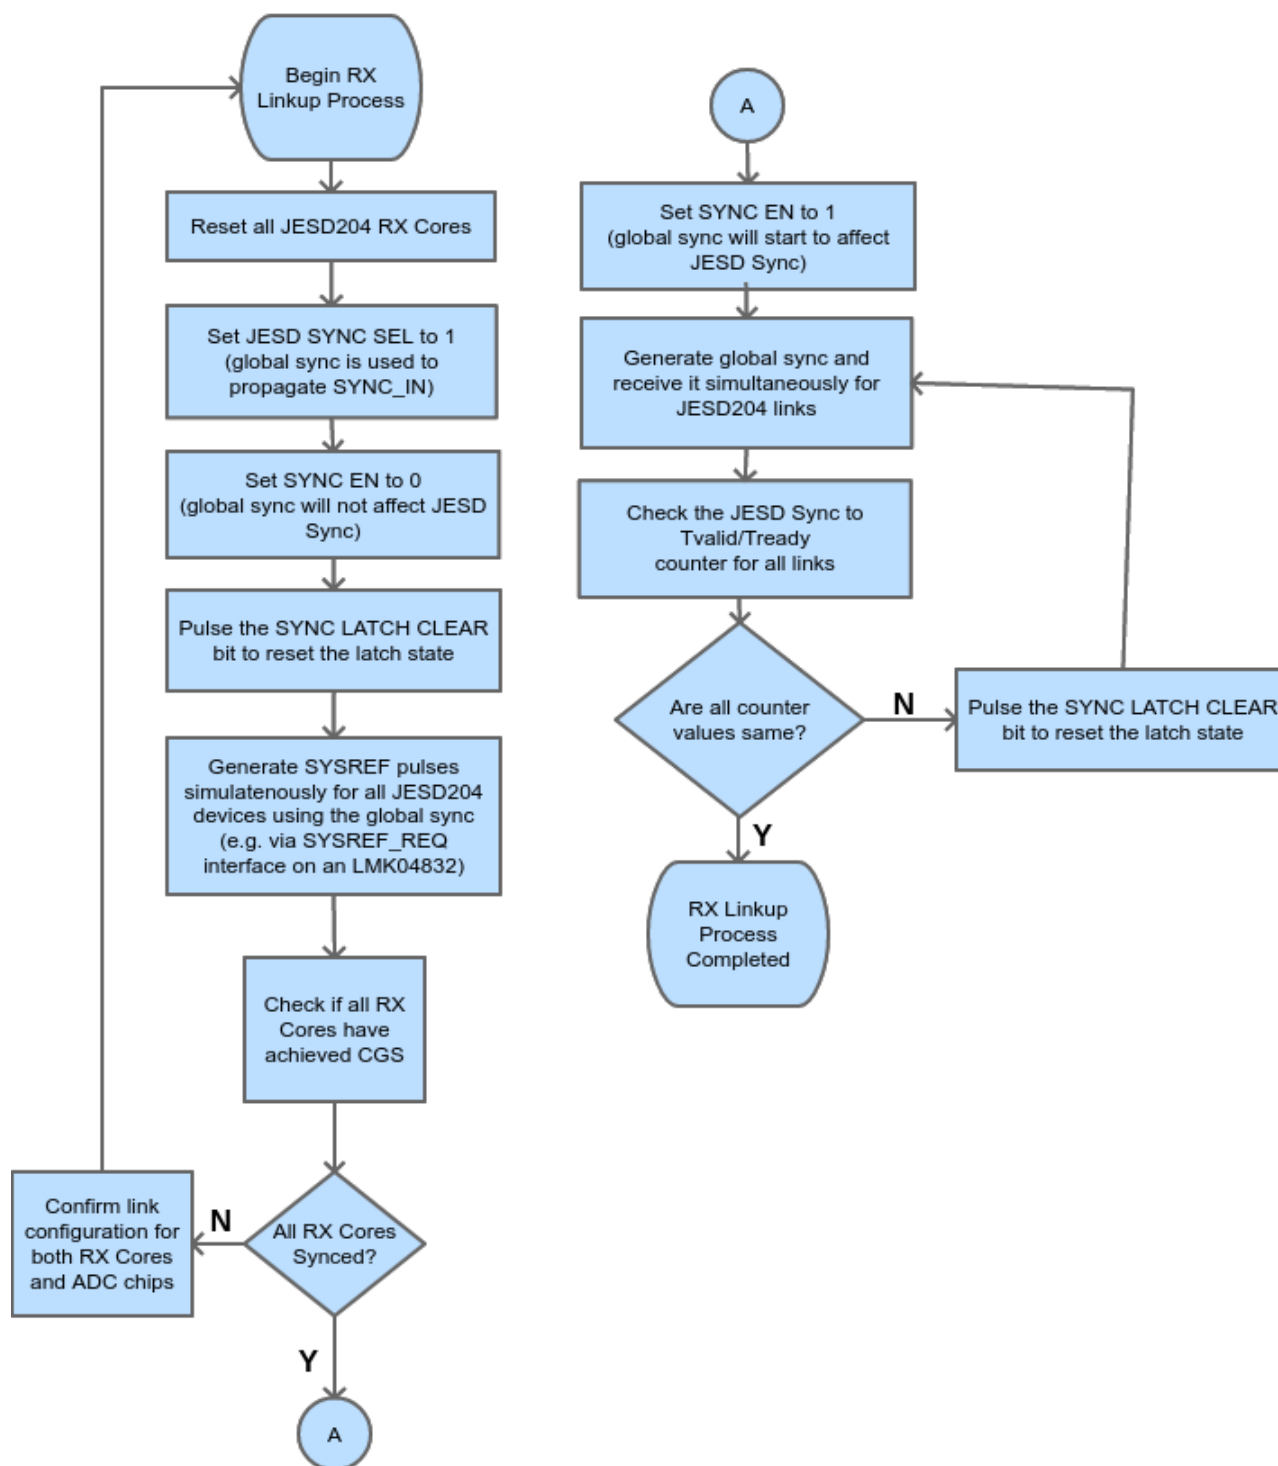 Begin RX
Linkup Process
Reset all JESD204 RX Cores
Set JESD SYNC SEL to 1
(global sync is used to
propagate SYNC_IN)
Set SYNC EN to 0
(global sync will not affect JESD
Sync)
Pulse the SYNC LATCH CLEAR
bit to reset the latch state
Generate SYSREF pulses
simulatenously for all JESD204
devices using the global sync
(e.g. via SYSREF_REQ
interface on an LMK04832)
Check if all RX
Cores have
achieved CGS
All RX Cores
Synced?
N
Confirm link
configuration for
both RX Cores
and ADC chips
Y
A
A
Set SYNC EN to 1
(global sync will start to affect
JESD Sync)
Generate global sync and
receive it simultaneously for
JESD204 links
Check the JESD Sync to
Tvalid/Tready
counter for all links
Are all counter
values same?
N
Pulse the SYNC LATCH CLEAR
bit to reset the latch state
Y
RX Linkup
Process
Completed